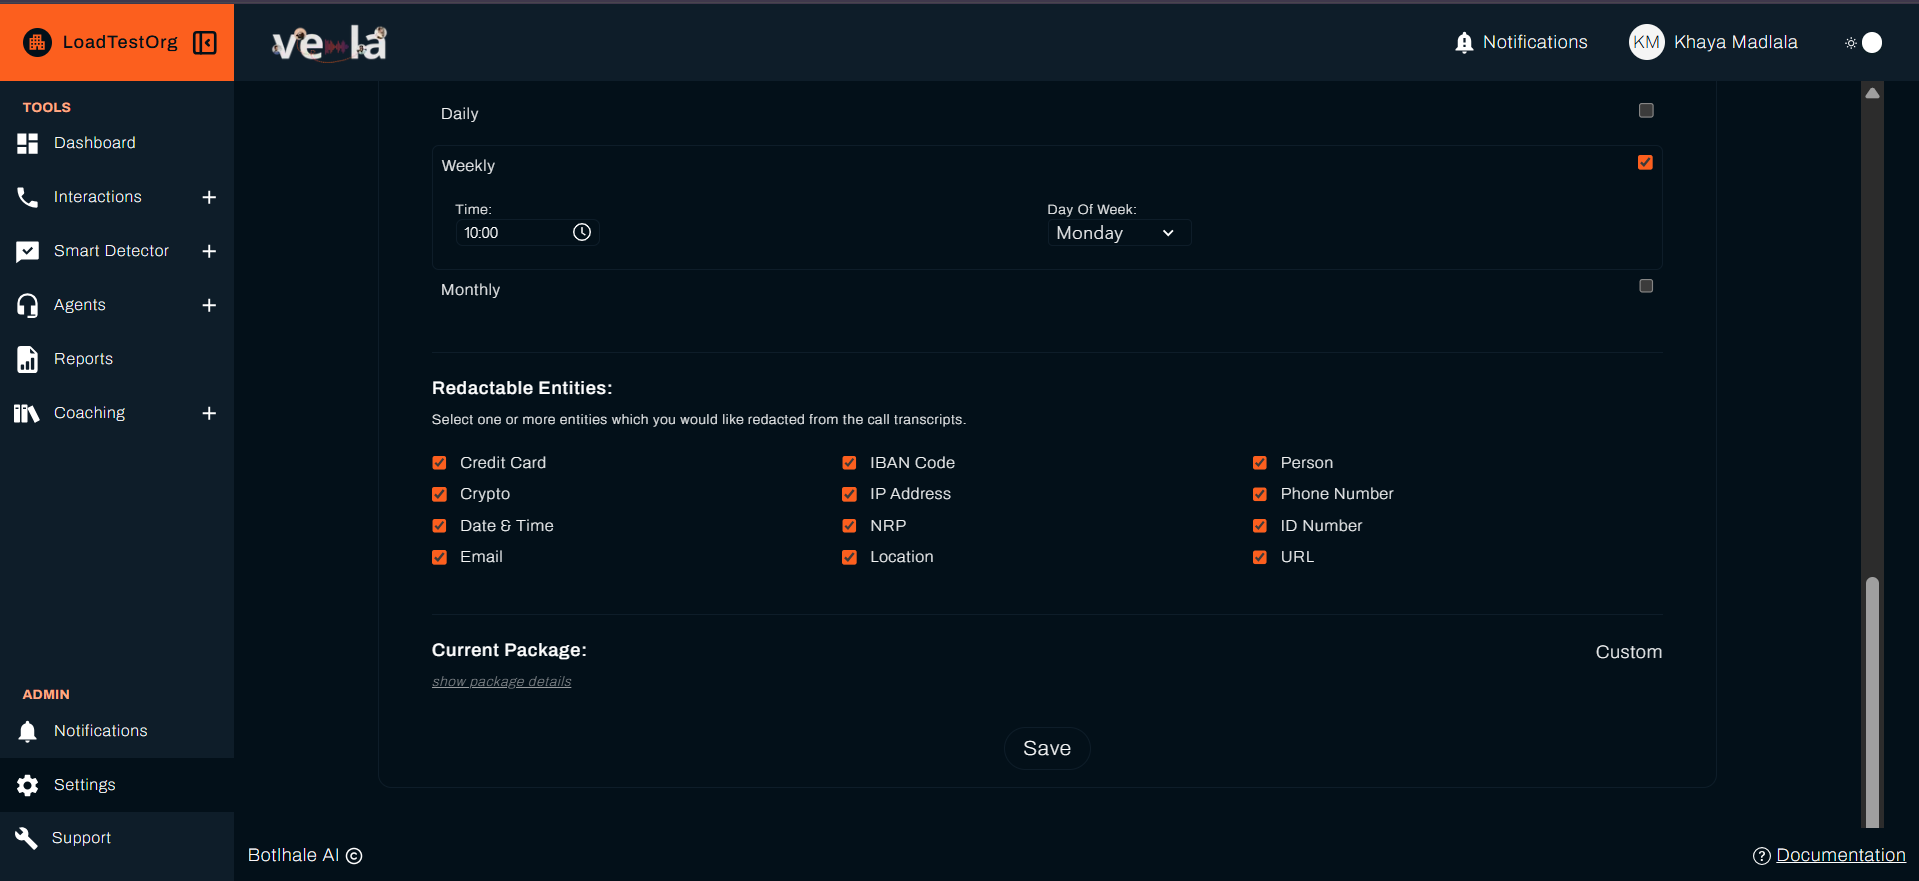 LoadTestOrg
vela
Notifications
KM Khaya Madlala
TOOLS
Dashboard
Interactions
Smart Detector
Agents
Reports
Coaching
ADMIN
Notifications
Settings
Support
Daily
Weekly
Time:
10:00
Day Of Week:
Monday
Monthly
Redactable Entities:
Select one or more entities which you would like redacted from the call transcripts.
Credit Card
IBAN Code
Person
Crypto
IP Address
Phone Number
Date & Time
NRP
ID Number
Email
Location
URL
Current Package:
Custom
show package details
Save
Botlhale AI ©
Documentation